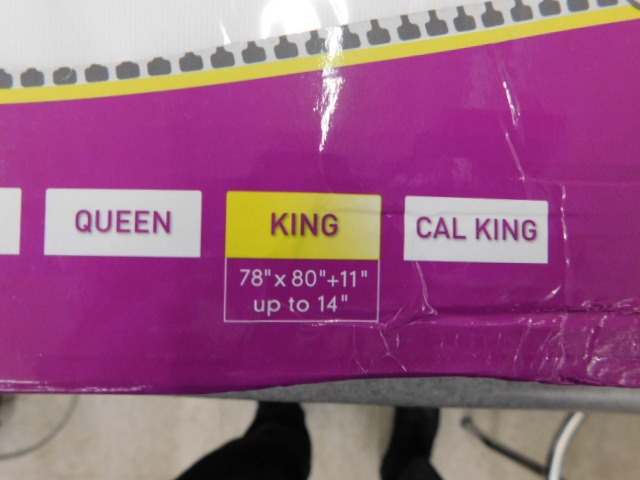 QUEEN
KING
CAL KING
78" x 80"+11"
up to 14"